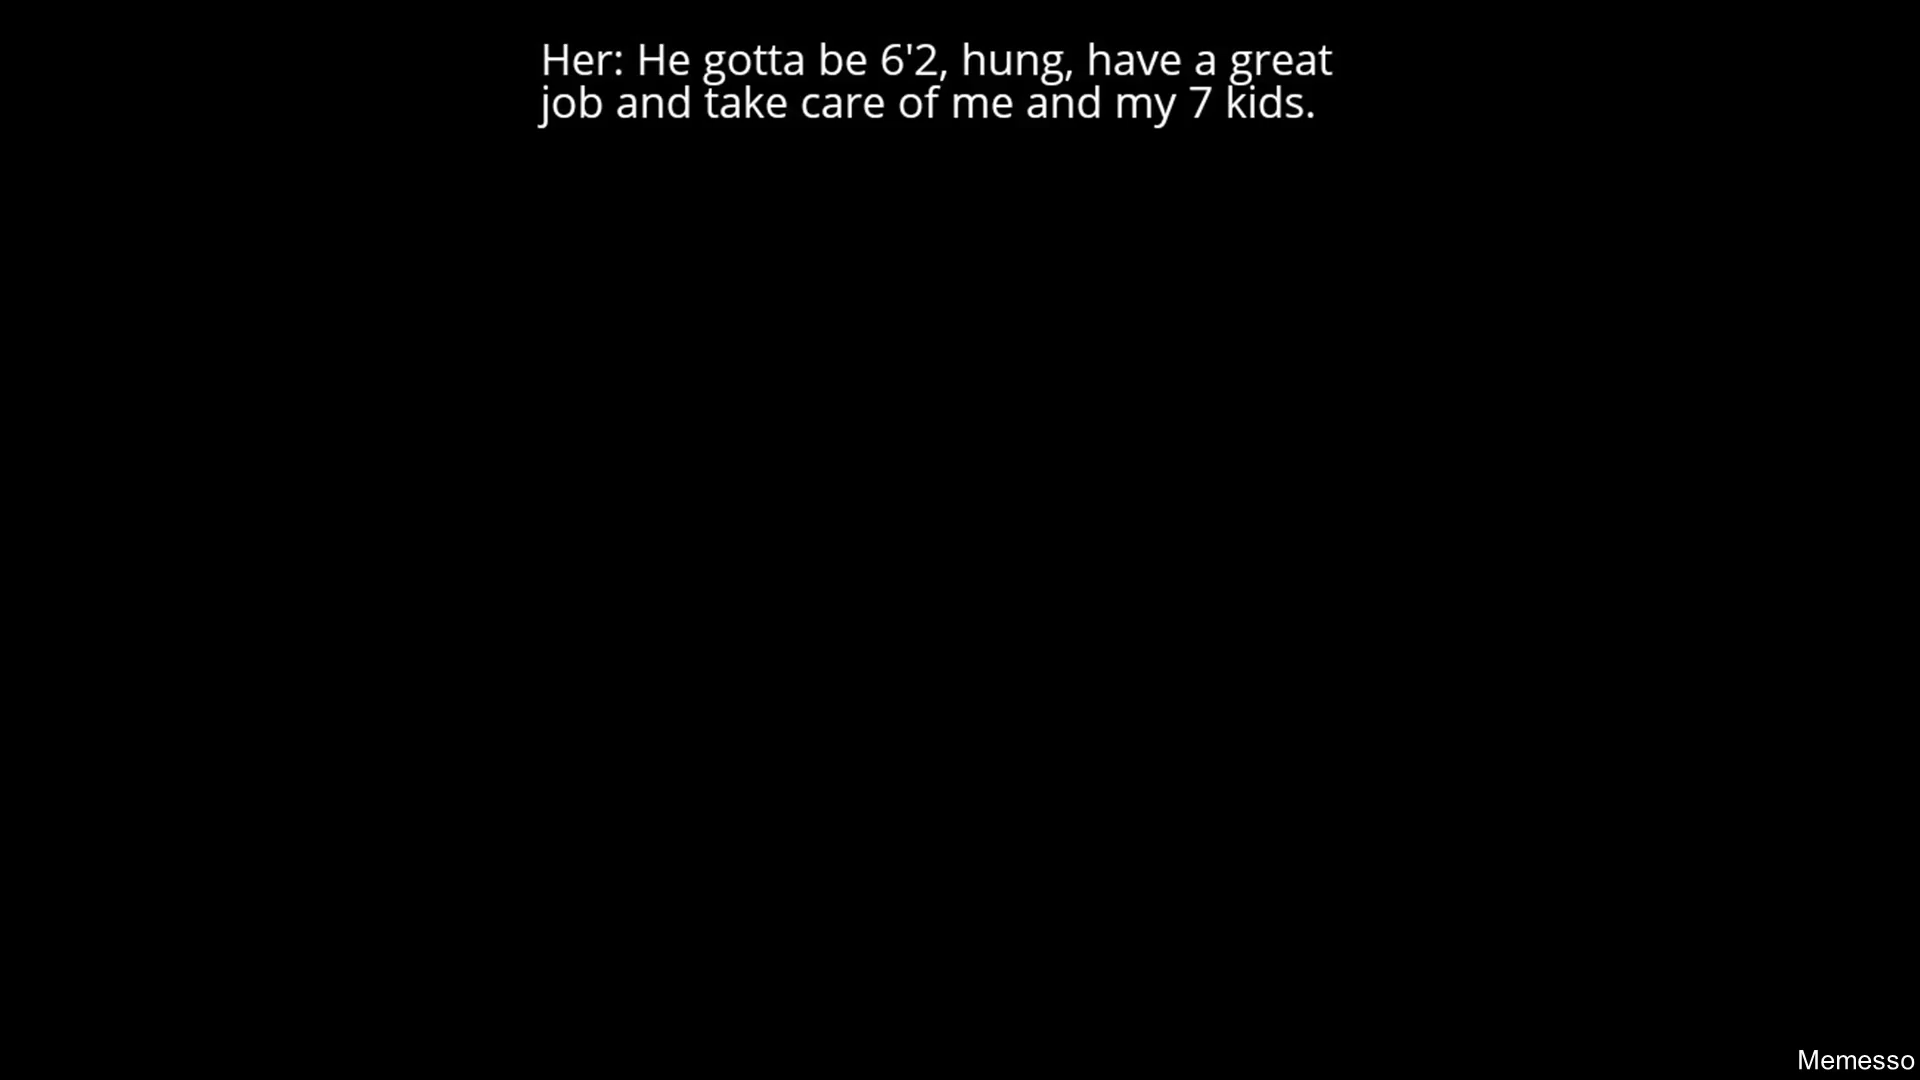 Her: He gotta be 6'2, hung, have a great
job and take care of me and my 7 kids.
Memesso